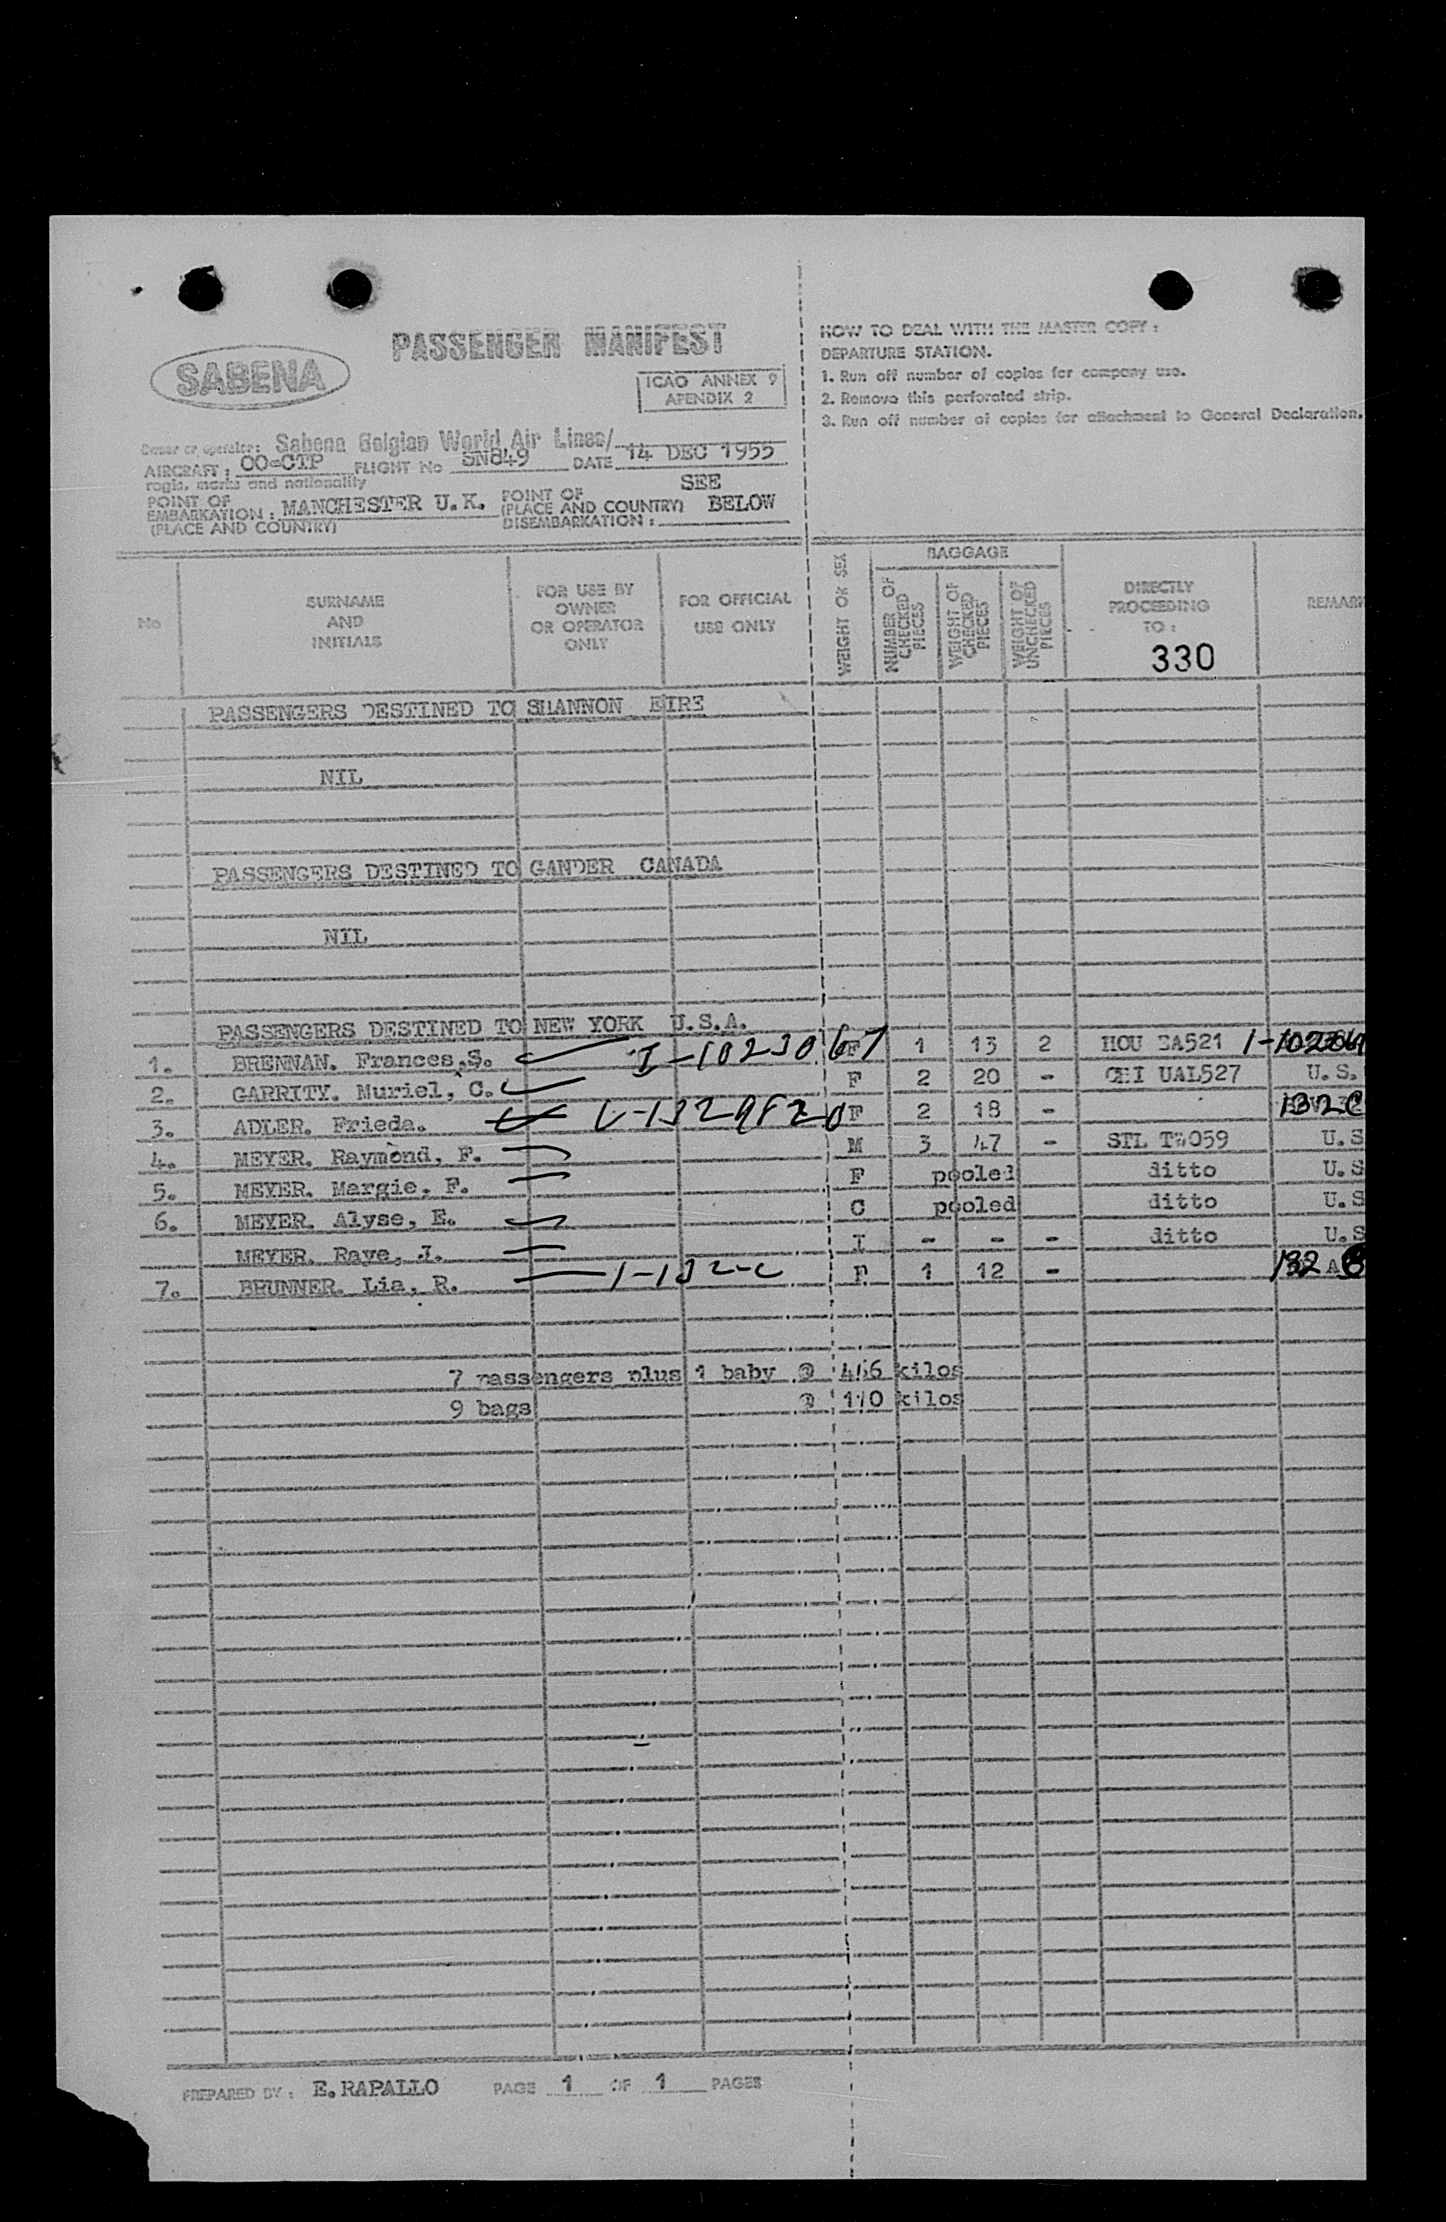 PASSENGER MANIFEST
SABENA
ICAO ANNEX 9
APENDIX 2
Owner or operator: Sabena Belgian World Air Lines/
AIRCRAFT: OO-CTP FLIGHT No SN849 DATE 14 DEC 1955
regis. marks and nationality
POINT OF EMBARKATION: MANCHESTER U.K. POINT OF DISEMBARKATION: SEE BELOW
(PLACE AND COUNTRY) (PLACE AND COUNTRY)
HOW TO DEAL WITH THE MASTER COPY:
DEPARTURE STATION.
1. Run off number of copies for company use.
2. Remove this perforated strip.
3. Run off number of copies for attachment to General Declaration.
No
SURNAME AND INITIALS
FOR USE BY OWNER OR OPERATOR ONLY
FOR OFFICIAL USE ONLY
WEIGHT OR SEX
BAGGAGE
NUMBER OF CHECKED PIECES
WEIGHT OF CHECKED PIECES
WEIGHT OF UNCHECKED PIECES
DIRECTLY PROCEEDING TO:
330
REMARK
PASSENGERS DESTINED TO SHANNON EIRE
NIL
PASSENGERS DESTINED TO GANDER CANADA
NIL
PASSENGERS DESTINED TO NEW YORK U.S.A.
1. BRENNAN. Frances.S. I-1023067 F 1 13 2 HOU EA521
2. GARRITY. Muriel, C. F 2 20 - CHI UAL527 U.S.
3. ADLER. Frieda. F 2 18 - 132C
4. MEYER. Raymond, F. M 3 47 - STL TW059 U.S
5. MEYER. Margie, F. F pooled ditto U.S
6. MEYER. Alyse, E. C pooled ditto U.S
MEYER. Raye, J. I - - - ditto U.S
7. BRUNNER. Lia, R. 1-132-C F 1 12 - 132
7 passengers plus 1 baby @ 446 kilos
9 bags @ 110 kilos
PREPARED BY: E. RAPALLO PAGE 1 OF 1 PAGES